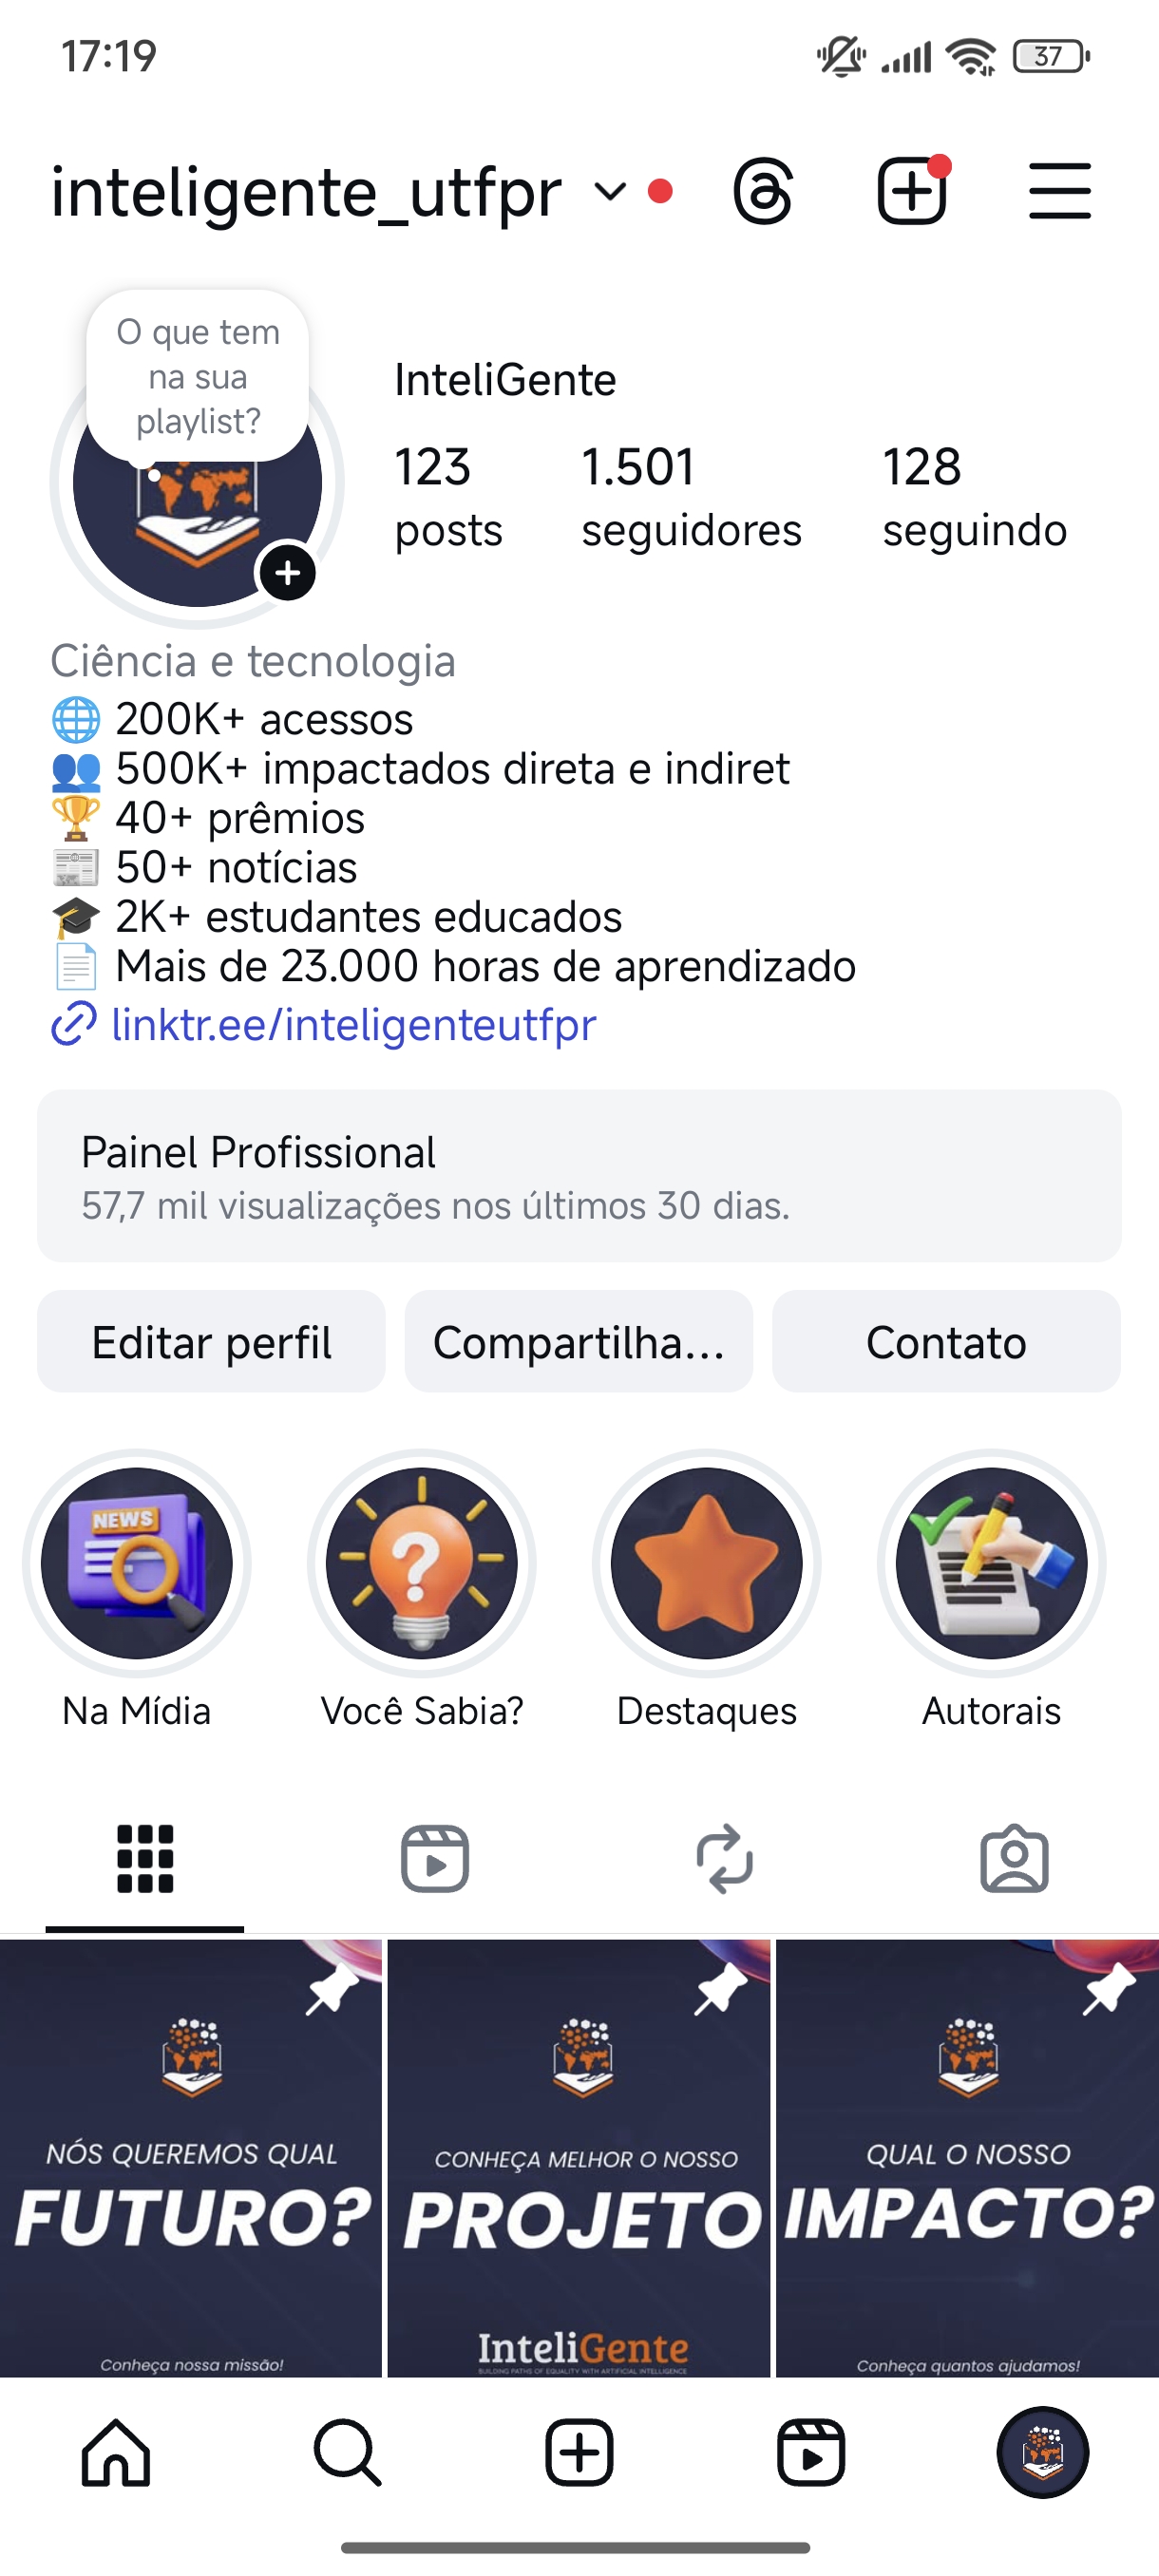 17:19
37
inteligente_utfpr
O que tem
na sua
playlist?
InteliGente
123 1.501 128
posts seguidores seguindo
Ciência e tecnologia
🌐 200K+ acessos
👥 500K+ impactados direta e indiret
🏆 40+ prêmios
📰 50+ notícias
🎓 2K+ estudantes educados
📄 Mais de 23.000 horas de aprendizado
linktr.ee/inteligenteutfpr
Painel Profissional
57,7 mil visualizações nos últimos 30 dias.
Editar perfil Compartilha... Contato
NEWS
?
Na Mídia Você Sabia? Destaques Autorais
NÓS QUEREMOS QUAL
FUTURO?
Conheça nossa missão!
CONHEÇA MELHOR O NOSSO
PROJETO
InteliGente
BUILDING PATHS OF EQUALITY WITH ARTIFICIAL INTELLIGENCE
QUAL O NOSSO
IMPACTO?
Conheça quantos ajudamos!